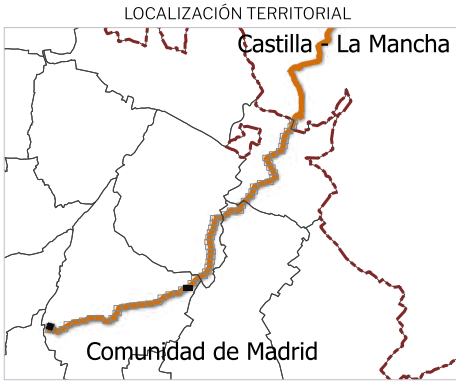 LOCALIZACIÓN TERRITORIAL
Castilla - La Mancha
Comunidad de Madrid